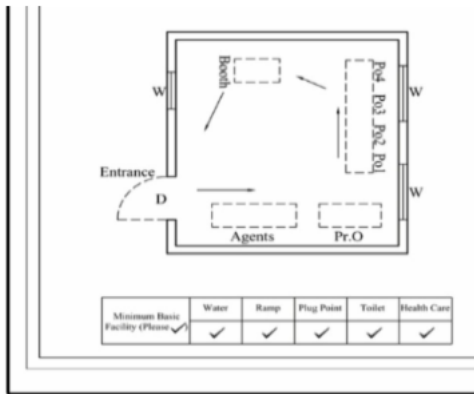 Booth
Po4 Po3 Po2 Po1
W
W
W
Entrance
D
Agents
Pr.O
Minimum Basic
Facility (Please ✓)
Water
Ramp
Plug Point
Toilet
Health Care
✓ ✓ ✓ ✓ ✓